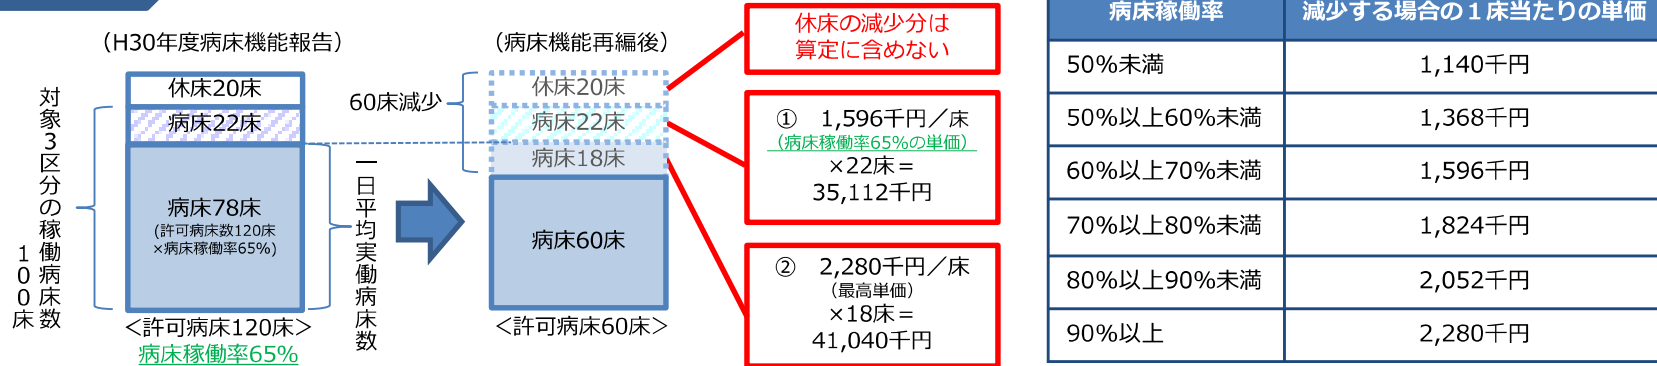 （H30年度病床機能報告）
休床20床
病床22床
病床78床
(許可病床数120床
×病床稼働率65%)
対象３区分の稼働病床数
１００床
一日平均実働病床数
＜許可病床120床＞
病床稼働率65%
（病床機能再編後）
60床減少
休床20床
病床22床
病床18床
病床60床
＜許可病床60床＞
休床の減少分は
算定に含めない
①　1,596千円／床
（病床稼働率65%の単価）
×22床＝
35,112千円
②　2,280千円／床
（最高単価）
×18床＝
41,040千円
病床稼働率　減少する場合の１床当たりの単価
50%未満　1,140千円
50%以上60%未満　1,368千円
60%以上70%未満　1,596千円
70%以上80%未満　1,824千円
80%以上90%未満　2,052千円
90%以上　2,280千円